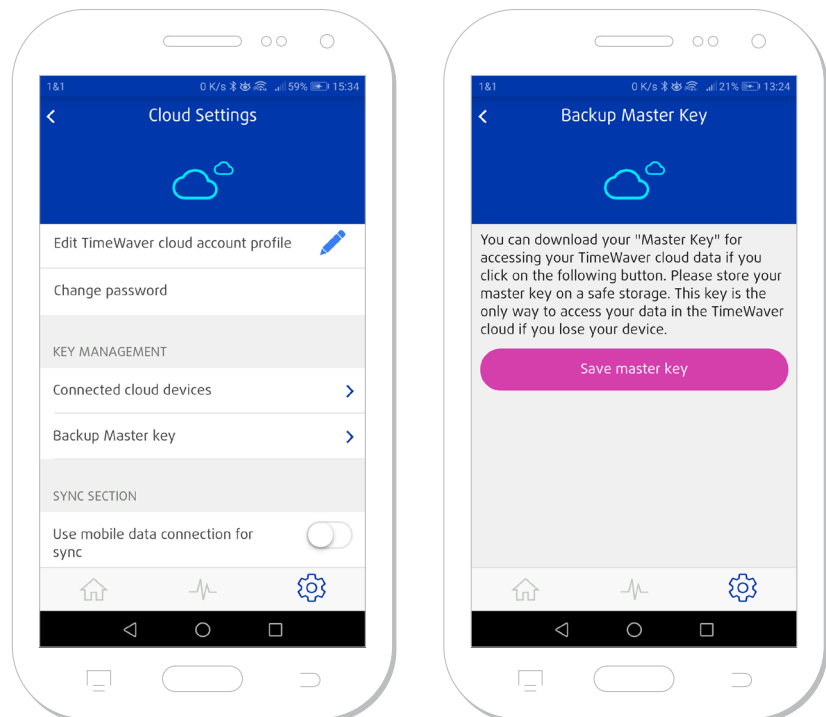 1&1 0 K/s 59% 15:34
Cloud Settings
Edit TimeWaver cloud account profile
Change password
KEY MANAGEMENT
Connected cloud devices
Backup Master key
SYNC SECTION
Use mobile data connection for
sync
1&1 0 K/s 21% 13:24
Backup Master Key
You can download your "Master Key" for
accessing your TimeWaver cloud data if you
click on the following button. Please store your
master key on a safe storage. This key is the
only way to access your data in the TimeWaver
cloud if you lose your device.
Save master key